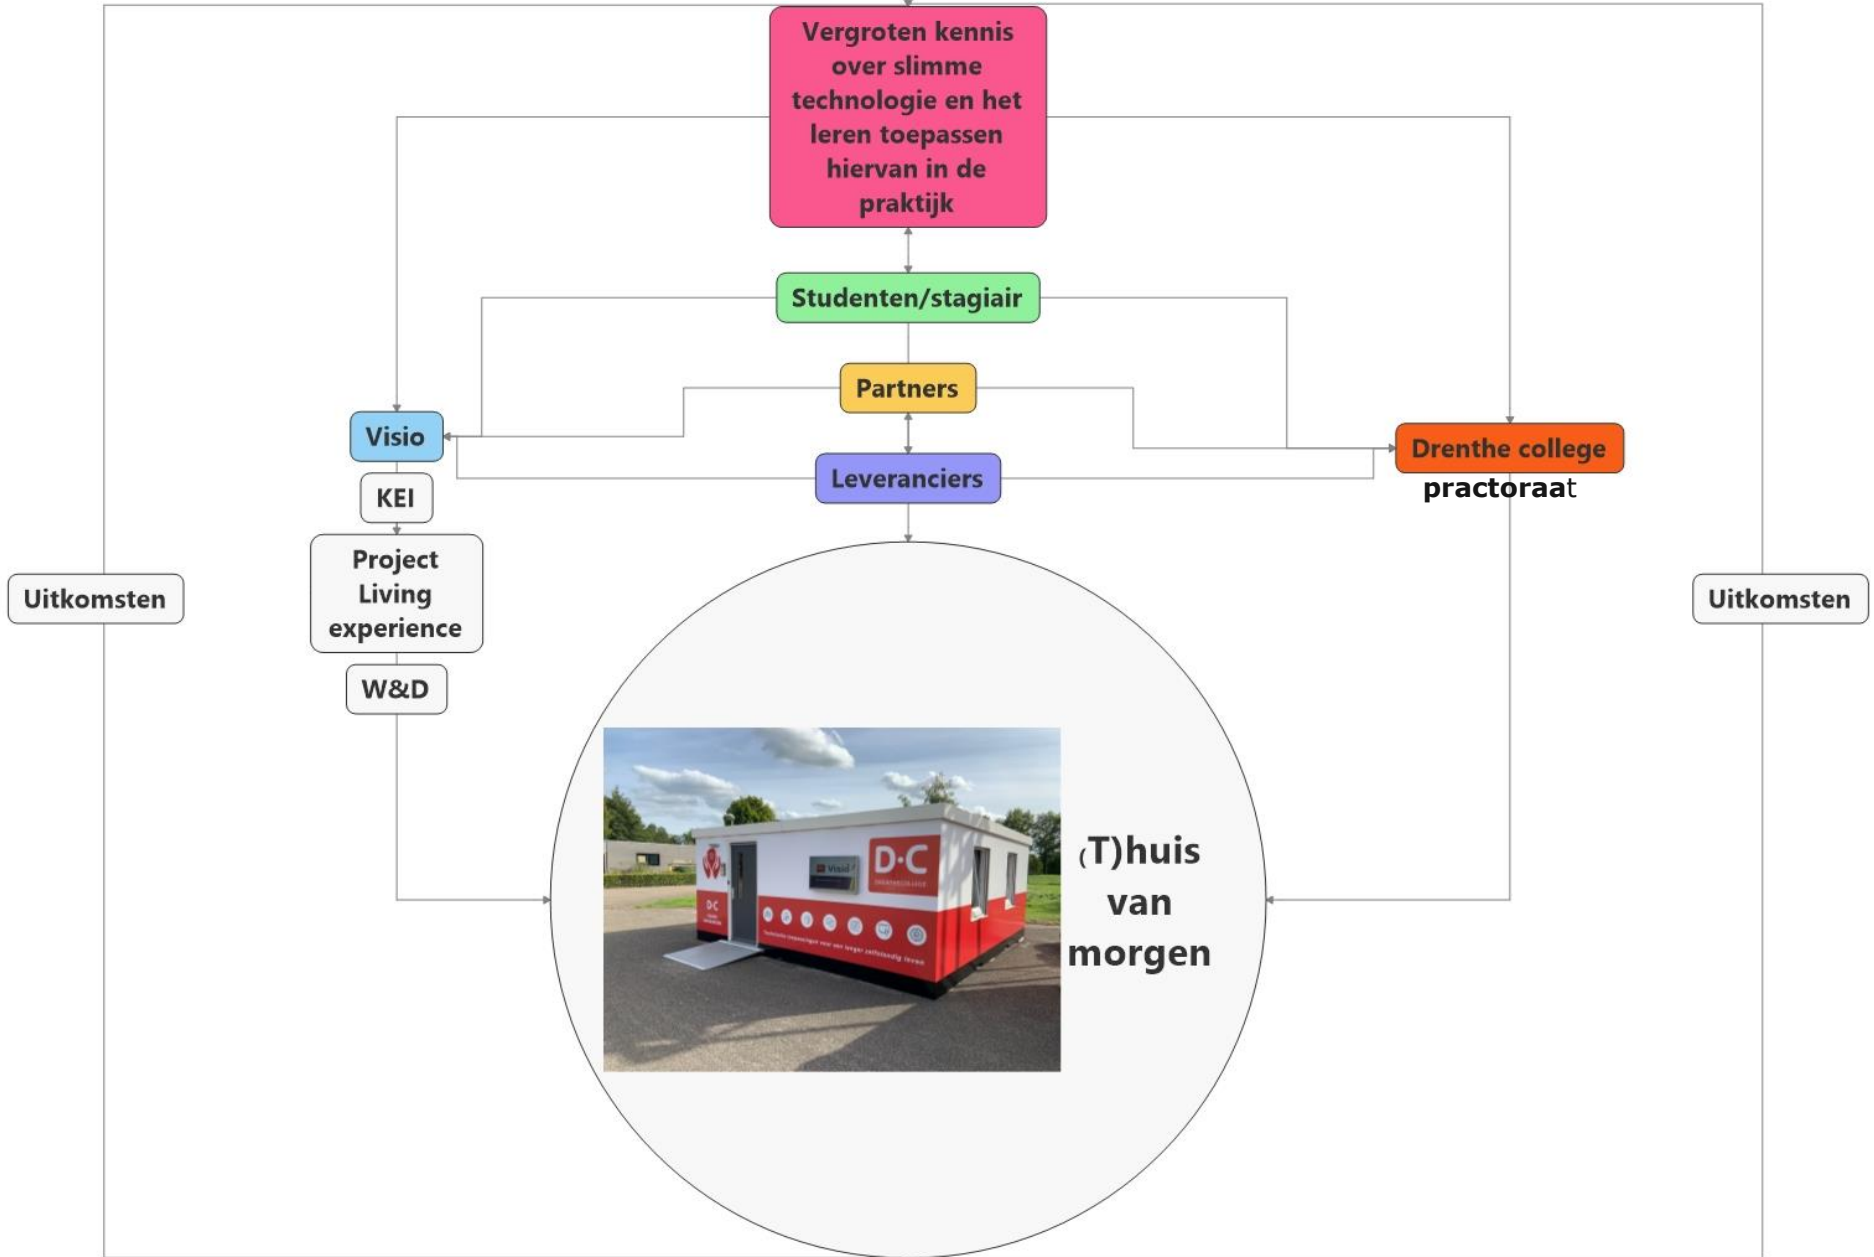 Vergroten kennis
over slimme
technologie en het
leren toepassen
hiervan in de
praktijk
Studenten/stagiair
Partners
Visio
Drenthe college
practoraat
Leveranciers
KEI
Project
Living
experience
W&D
Uitkomsten
Uitkomsten
D·C
D·C
(T)huis
van
morgen